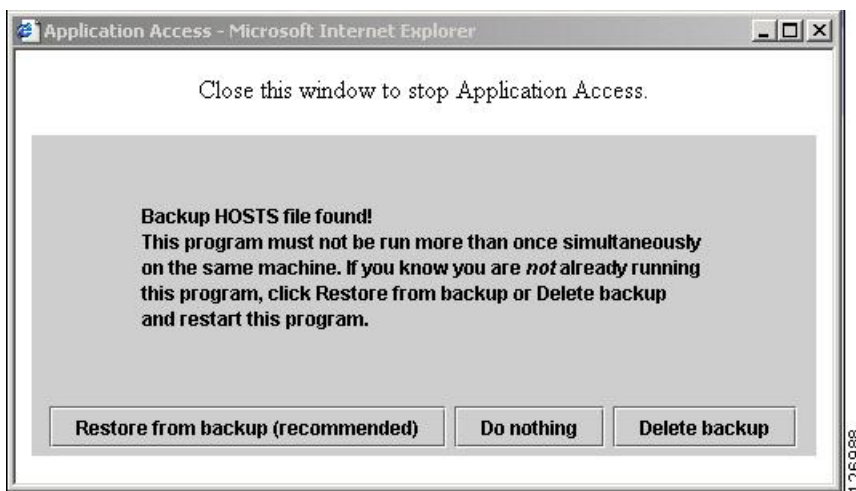 Application Access - Microsoft Internet Explorer
Close this window to stop Application Access.
Backup HOSTS file found!
This program must not be run more than once simultaneously
on the same machine. If you know you are not already running
this program, click Restore from backup or Delete backup
and restart this program.
Restore from backup (recommended)
Do nothing
Delete backup
126988